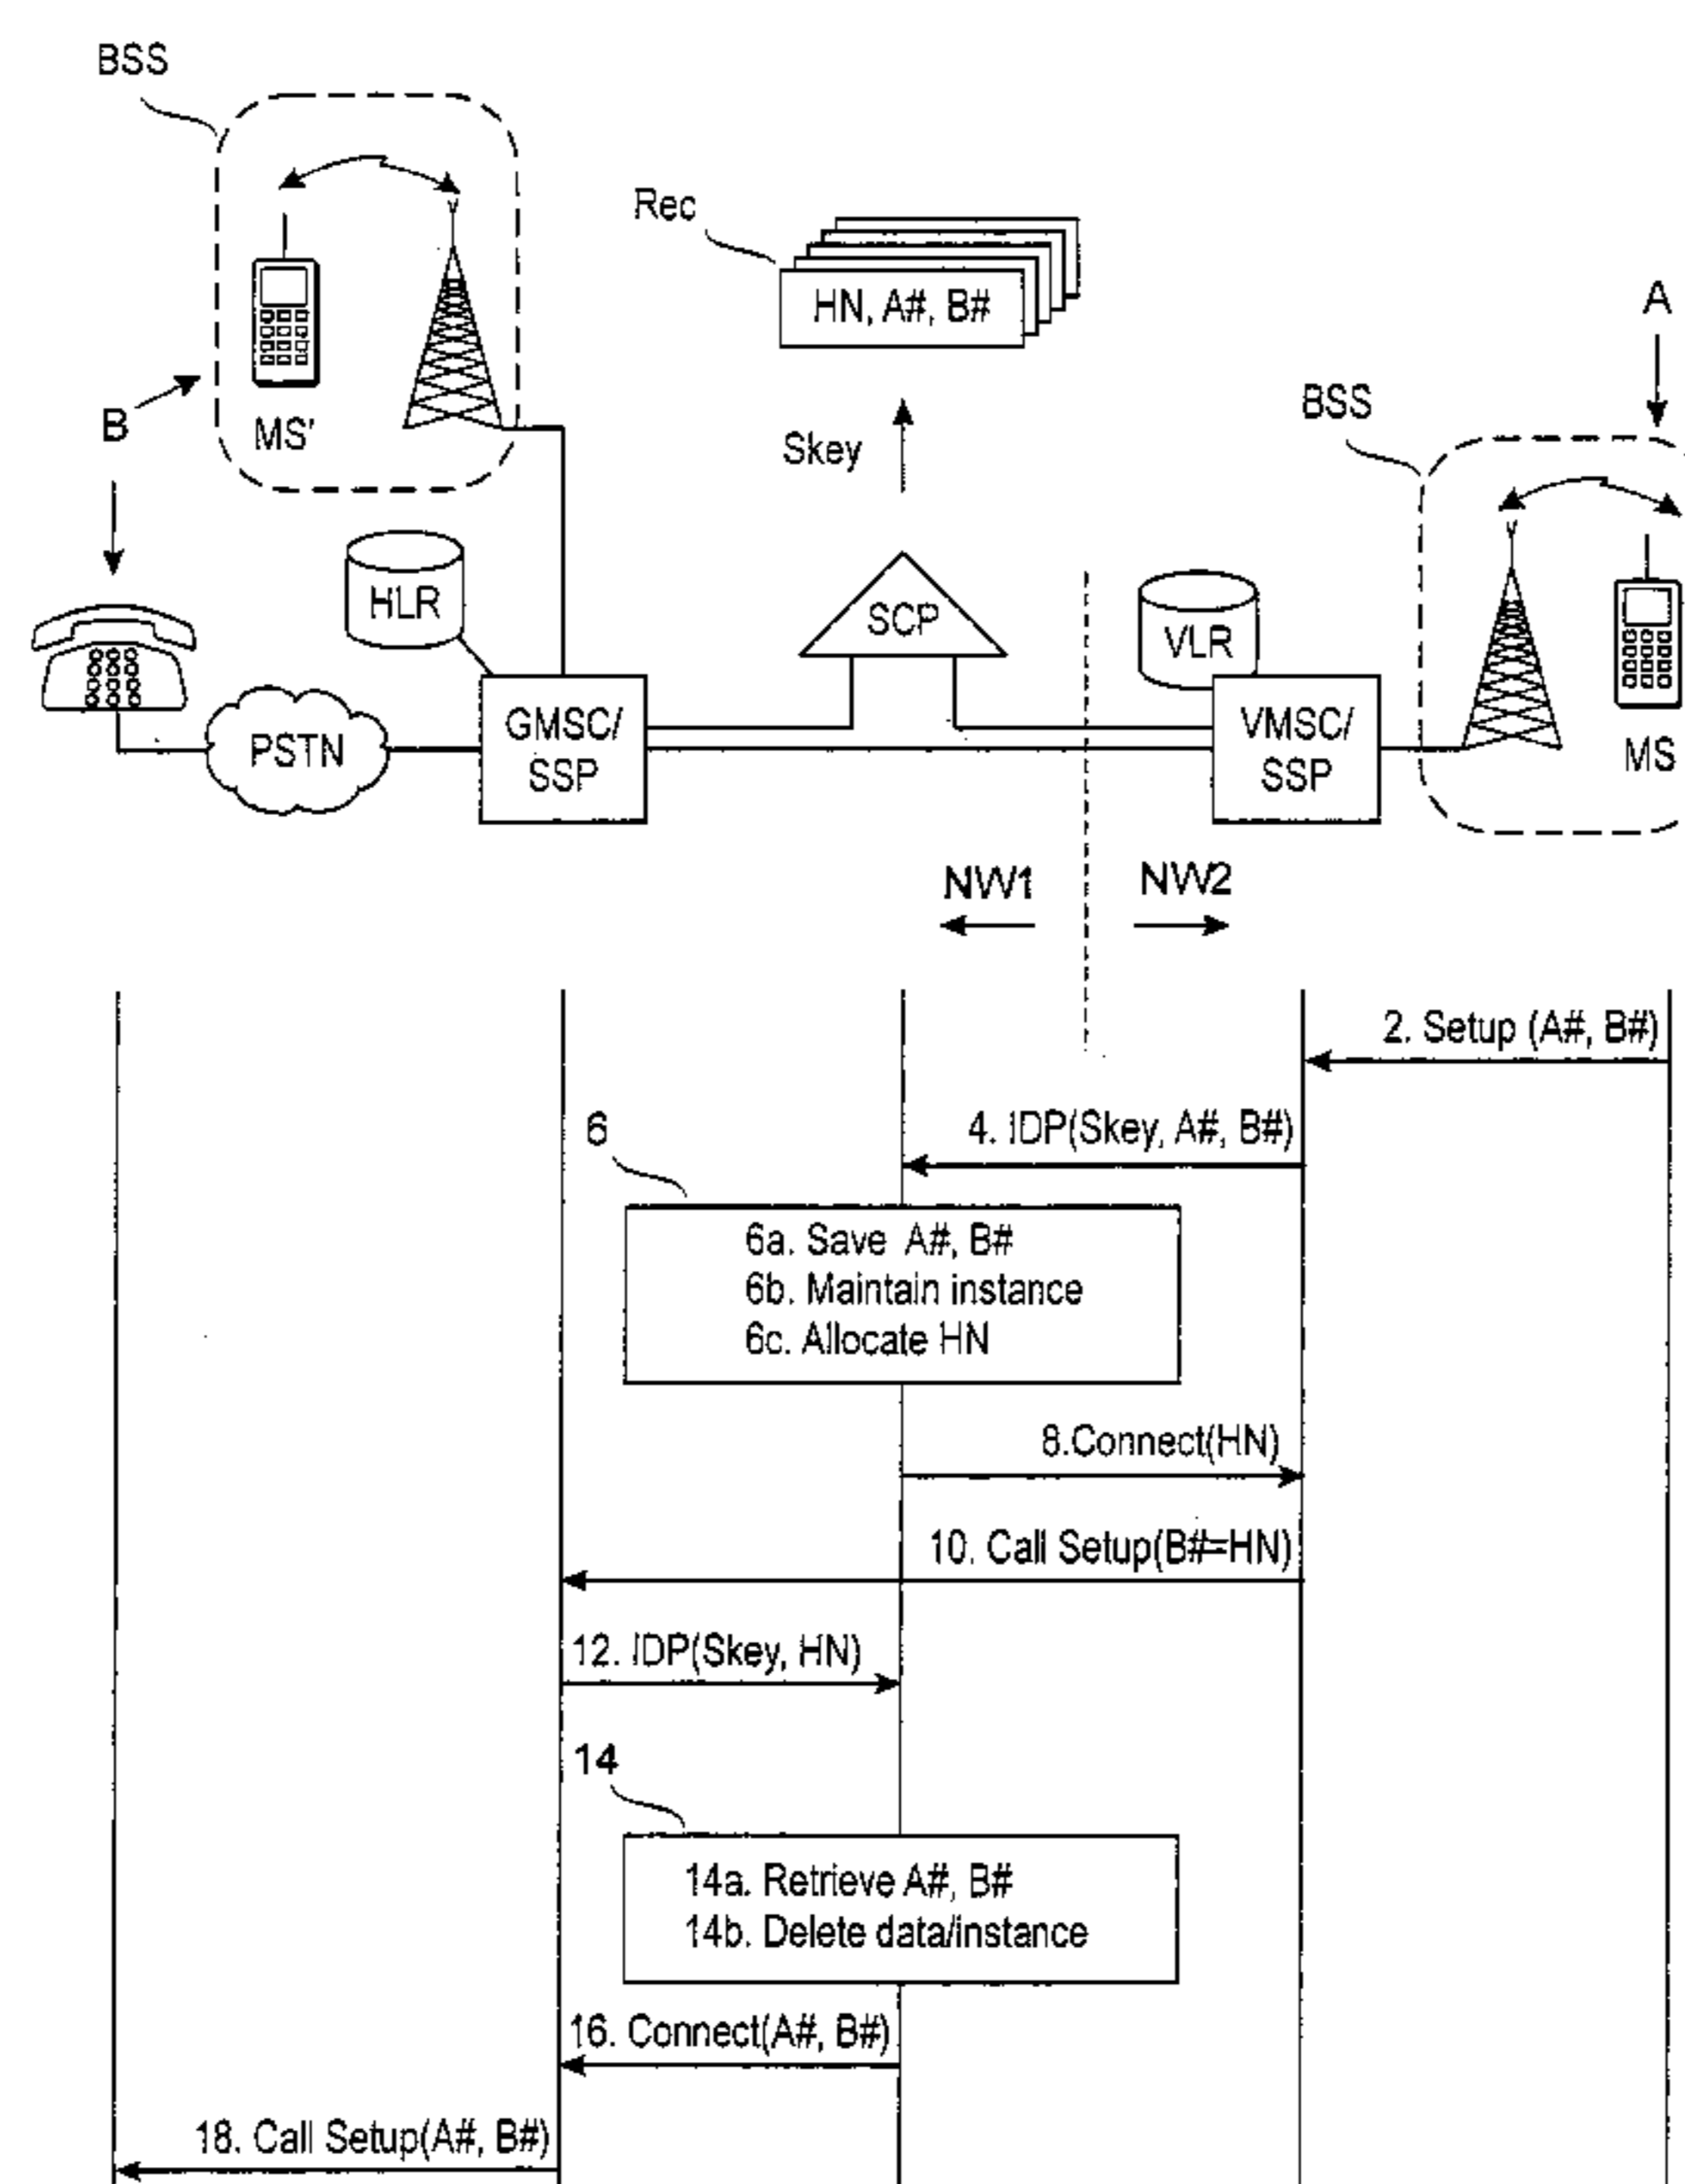 BSS
Rec
HN, A#, B#
A
BSS
B
MS'
Skey
HLR
SCP
VLR
GMSC/
SSP
VMSC/
SSP
PSTN
MS
NW1
NW2
2. Setup (A#, B#)
6
4. IDP(Skey, A#, B#)
6a. Save A#, B#
6b. Maintain instance
6c. Allocate HN
8.Connect(HN)
10. Call Setup(B#=HN)
12. IDP(Skey, HN)
14
14a. Retrieve A#, B#
14b. Delete data/instance
16. Connect(A#, B#)
18. Call Setup(A#, B#)